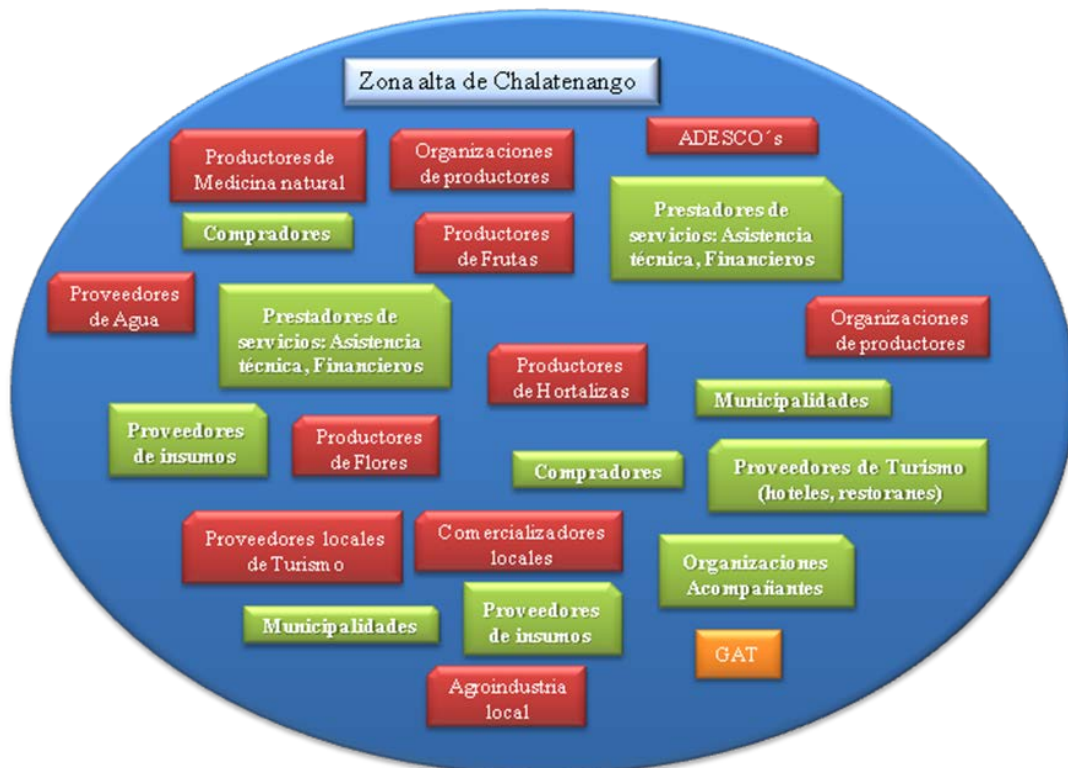 Zona alta de Chalatenango
Productores de
Medicina natural
Organizaciones
de productores
ADESCO´s
Compradores
Productores
de Frutas
Prestadores de
servicios: Asistencia
técnica, Financieros
Proveedores
de Agua
Prestadores de
servicios: Asistencia
técnica, Financieros
Organizaciones
de productores
Productores
de Hortalizas
Municipalidades
Proveedores
de insumos
Productores
de Flores
Compradores
Proveedores de Turismo
(hoteles, restoranes)
Proveedores locales
de Turismo
Comercializadores
locales
Organizaciones
Acompañantes
Municipalidades
Proveedores
de insumos
GAT
Agroindustria
local